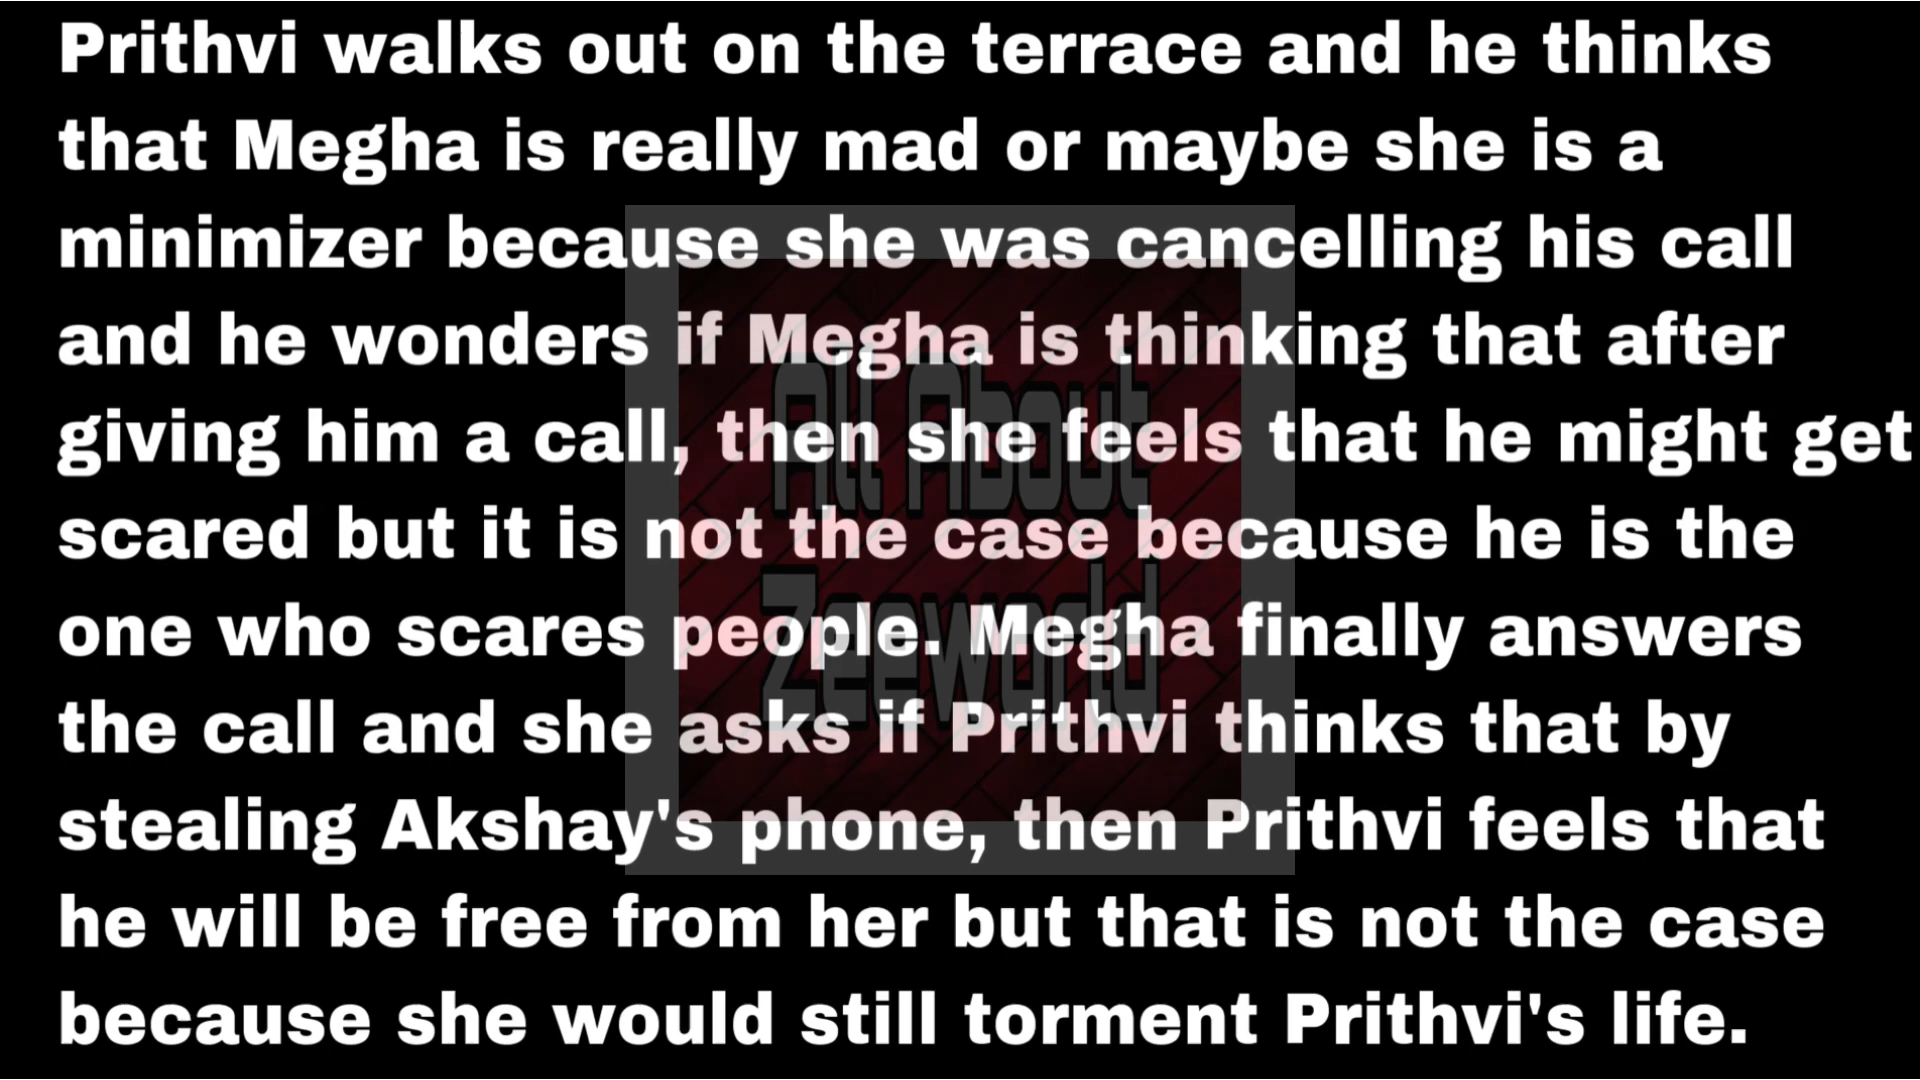 Prithvi walks out on the terrace and he thinks
that Megha is really mad or maybe she is a
minimizer because she was cancelling his call
and he wonders if Megha is thinking that after
giving him a call, then she feels that he might get
scared but it is not the case because he is the
one who scares people. Megha finally answers
the call and she asks if Prithvi thinks that by
stealing Akshay's phone, then Prithvi feels that
he will be free from her but that is not the case
because she would still torment Prithvi's life.
All About
Zeeworld